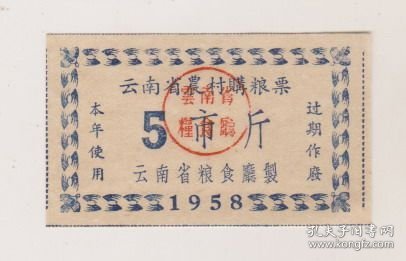 云南省農村購粮票
雲南省
糧食廳
5市斤
本年使用
过期作廢
云南省粮食廳製
1958
孔夫子旧书网
www.kongfz.com